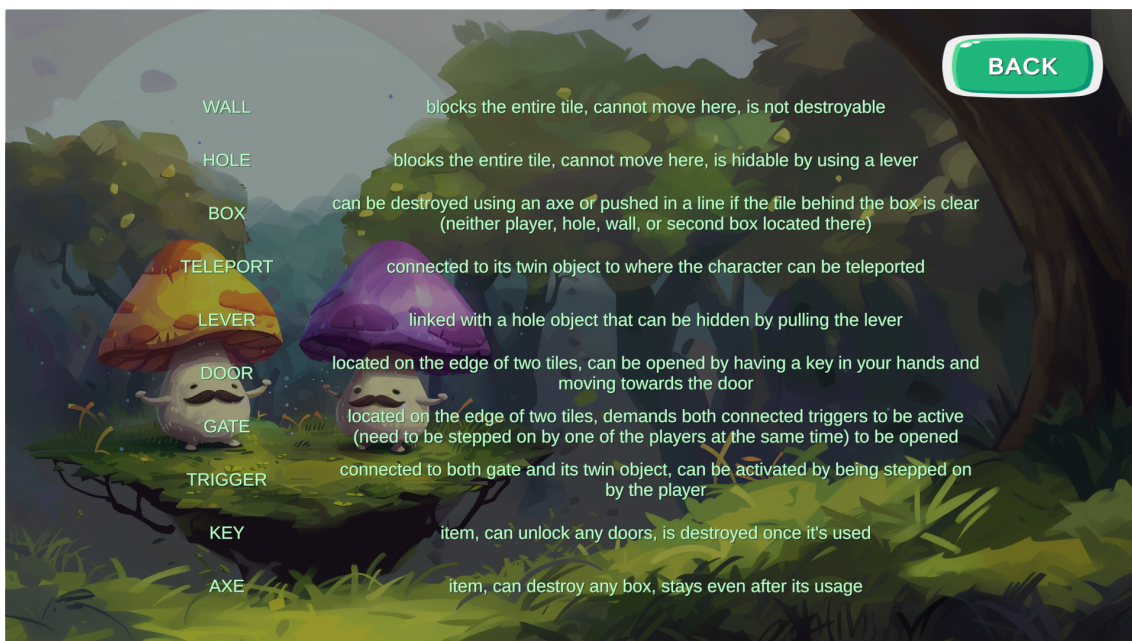 BACK
WALL blocks the entire tile, cannot move here, is not destroyable
HOLE blocks the entire tile, cannot move here, is hidable by using a lever
BOX can be destroyed using an axe or pushed in a line if the tile behind the box is clear
(neither player, hole, wall, or second box located there)
TELEPORT connected to its twin object to where the character can be teleported
LEVER linked with a hole object that can be hidden by pulling the lever
DOOR located on the edge of two tiles, can be opened by having a key in your hands and
moving towards the door
GATE located on the edge of two tiles, demands both connected triggers to be active
(need to be stepped on by one of the players at the same time) to be opened
TRIGGER connected to both gate and its twin object, can be activated by being stepped on
by the player
KEY item, can unlock any doors, is destroyed once it's used
AXE item, can destroy any box, stays even after its usage